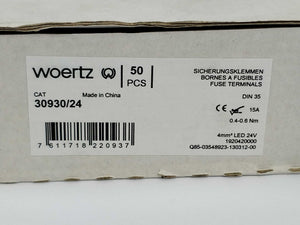 woertz
50
PCS
CAT
Made in China
30930/24
SICHERUNGSKLEMMEN
BORNES A FUSIBLES
FUSE TERMINALS
DIN 35
CE
15A
0.4-0.6 Nm
4mm² LED 24V
1920420000
Q85-03548923-130312-00
7 611718 220937